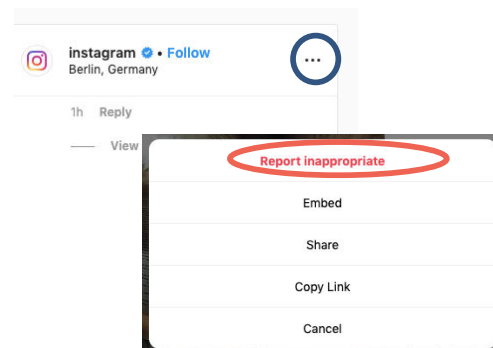 instagram • Follow
Berlin, Germany
...
1h Reply
View
Report inappropriate
Embed
Share
Copy Link
Cancel